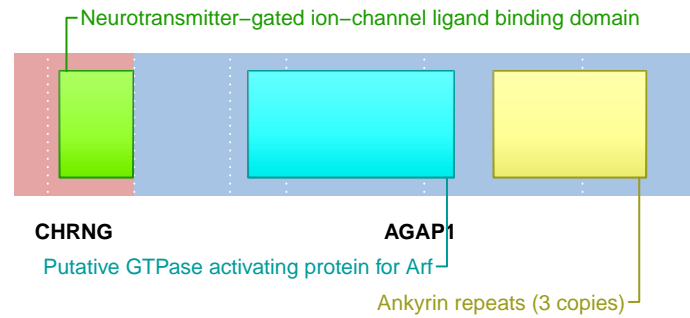 Neurotransmitter−gated ion−channel ligand binding domain
CHRNG AGAP1
Putative GTPase activating protein for Arf
Ankyrin repeats (3 copies)